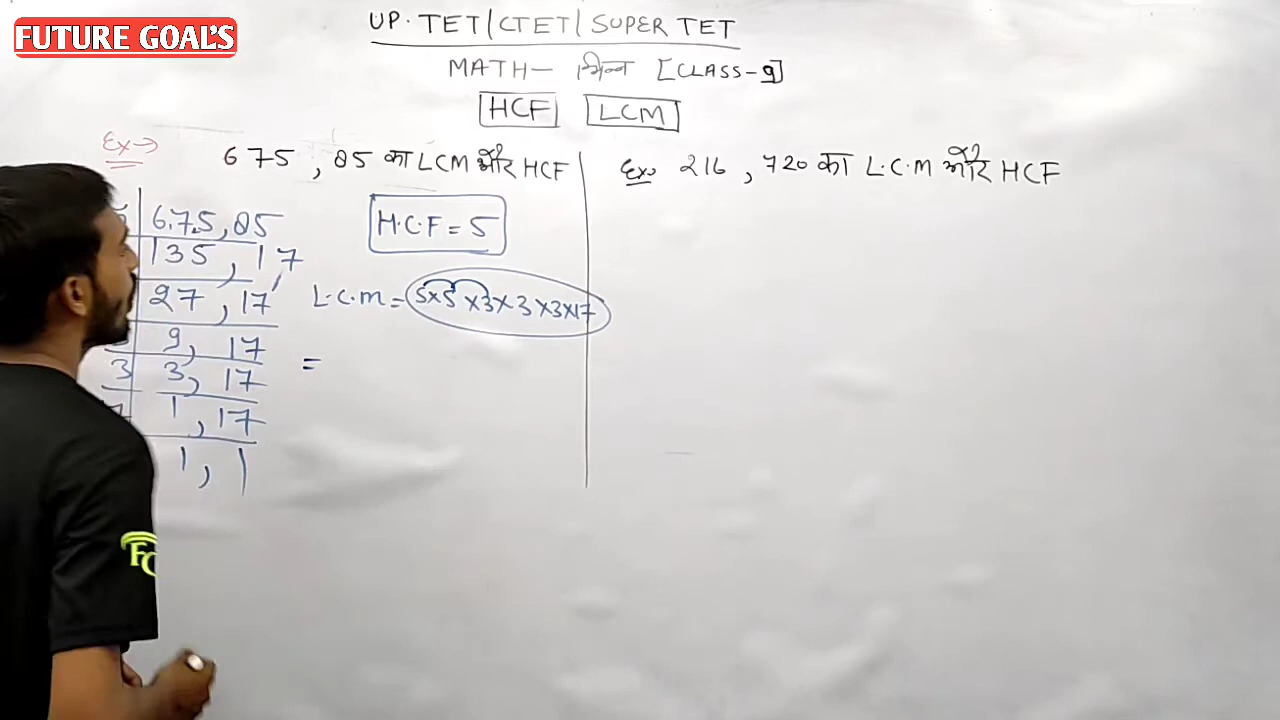 FUTURE GOAL'S
UP. TET/CTET/SUPER TET
MATH- भिन्न [CLASS-9]
HCF LCM
Ex→ 675, 85 का LCM और HCF
675, 85
135, 17
27, 17
9, 17
3 3, 17
1, 17
1, 1
H.C.F = 5
L.C.M = 5×5×3×3×3×17
=
Ex. 216, 720 का L.C.M और HCF